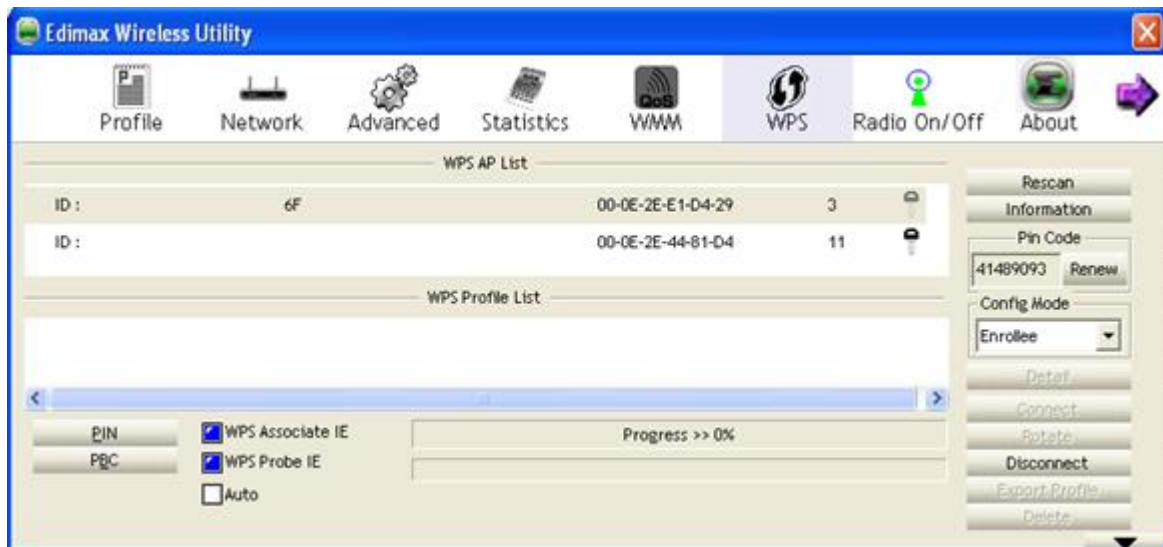 Edimax Wireless Utility
Profile Network Advanced Statistics WMM WPS Radio On/Off About
QoS
WPS AP List
ID : 6F 00-0E-2E-E1-D4-29 3
ID : 00-0E-2E-44-81-D4 11
WPS Profile List
Rescan
Information
Pin Code
41489093 Renew
Config Mode
Enrollee
Detail
Connect
Rotate
Disconnect
Export Profile
Delete
PIN
PBC
WPS Associate IE
WPS Probe IE
Auto
Progress >> 0%